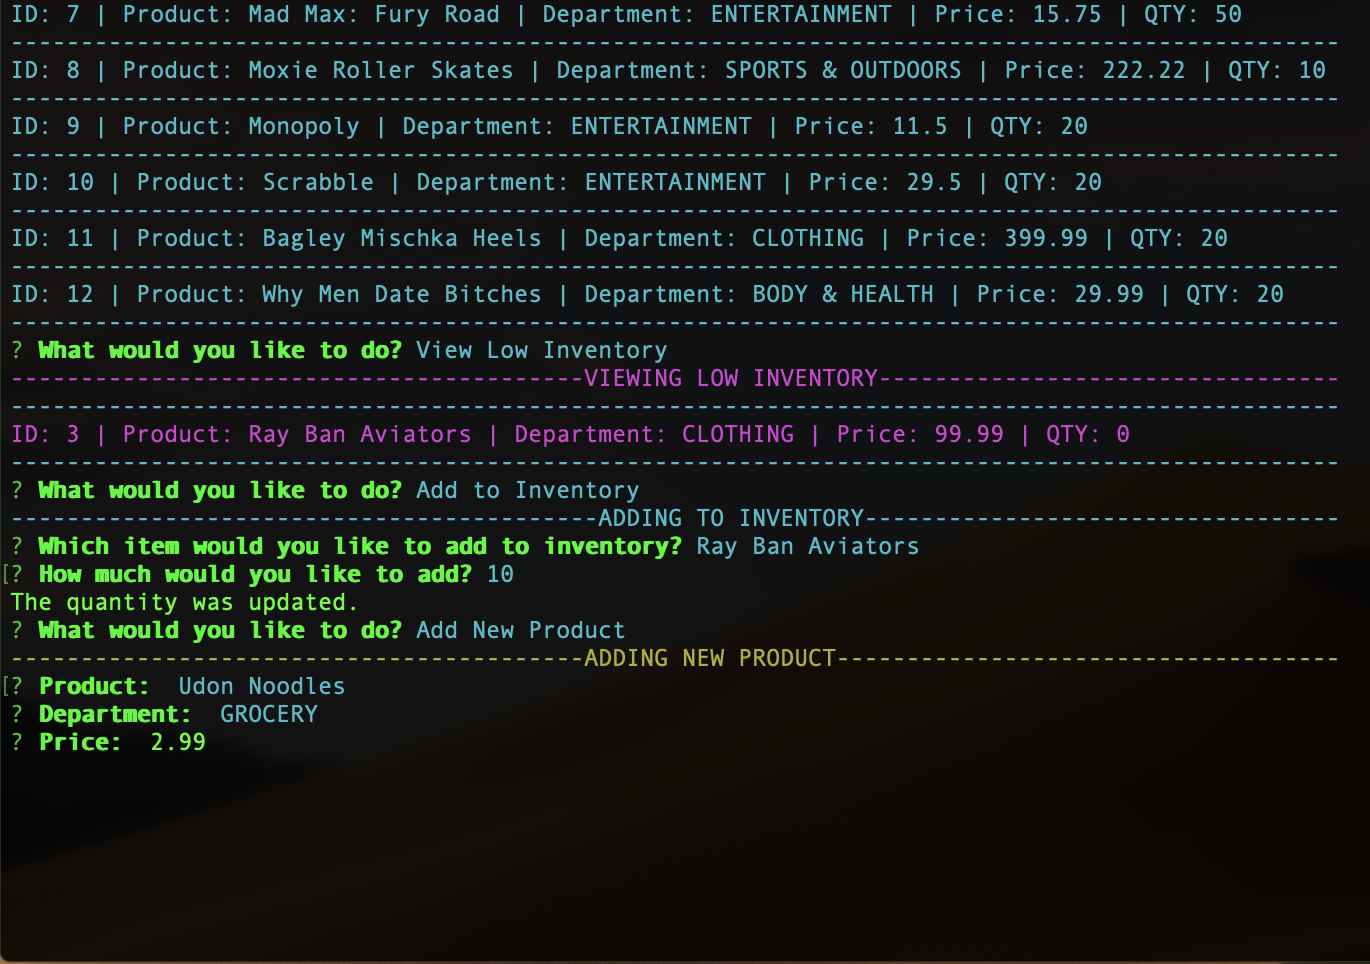 ID: 7 | Product: Mad Max: Fury Road | Department: ENTERTAINMENT | Price: 15.75 | QTY: 50
-----------------------------------------------------------------------------------------------
ID: 8 | Product: Moxie Roller Skates | Department: SPORTS & OUTDOORS | Price: 222.22 | QTY: 10
-----------------------------------------------------------------------------------------------
ID: 9 | Product: Monopoly | Department: ENTERTAINMENT | Price: 11.5 | QTY: 20
-----------------------------------------------------------------------------------------------
ID: 10 | Product: Scrabble | Department: ENTERTAINMENT | Price: 29.5 | QTY: 20
-----------------------------------------------------------------------------------------------
ID: 11 | Product: Bagley Mischka Heels | Department: CLOTHING | Price: 399.99 | QTY: 20
-----------------------------------------------------------------------------------------------
ID: 12 | Product: Why Men Date Bitches | Department: BODY & HEALTH | Price: 29.99 | QTY: 20
-----------------------------------------------------------------------------------------------
? What would you like to do? View Low Inventory
-----------------------------------------VIEWING LOW INVENTORY---------------------------------
-----------------------------------------------------------------------------------------------
ID: 3 | Product: Ray Ban Aviators | Department: CLOTHING | Price: 99.99 | QTY: 0
-----------------------------------------------------------------------------------------------
? What would you like to do? Add to Inventory
------------------------------------------ADDING TO INVENTORY----------------------------------
? Which item would you like to add to inventory? Ray Ban Aviators
[? How much would you like to add? 10
The quantity was updated.
? What would you like to do? Add New Product
-----------------------------------------ADDING NEW PRODUCT------------------------------------
[? Product:  Udon Noodles
? Department:  GROCERY
? Price:  2.99